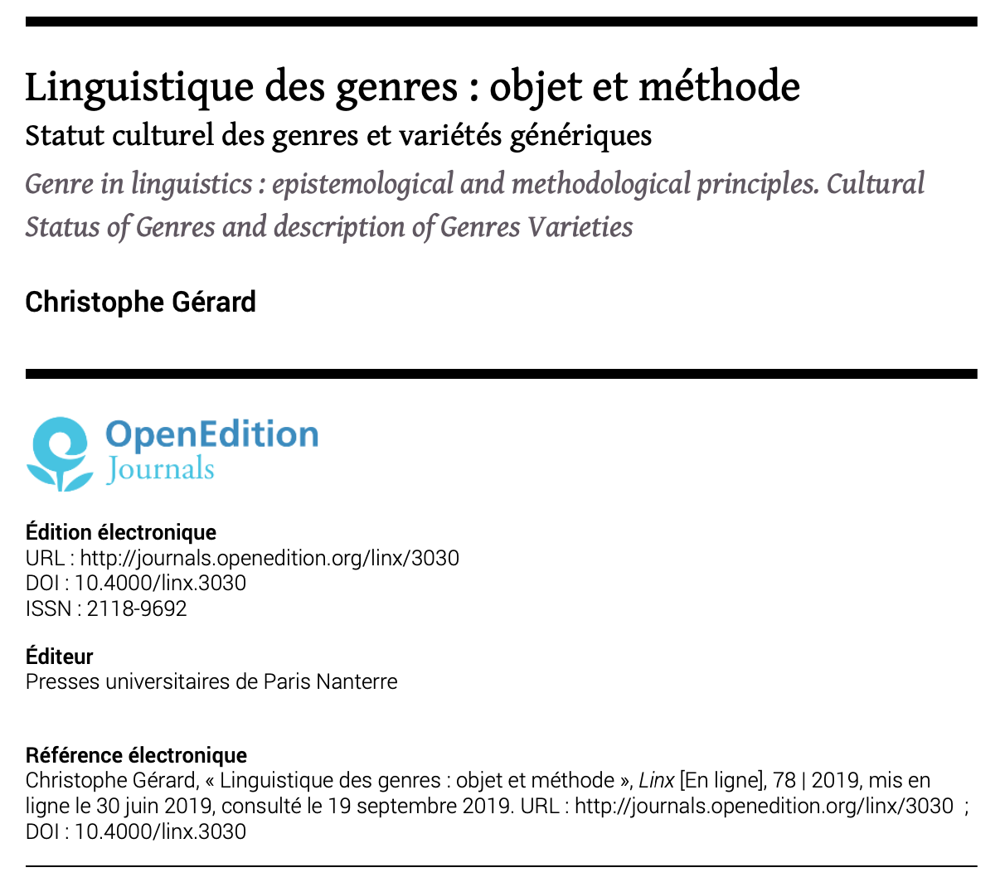 Linguistique des genres : objet et méthode
Statut culturel des genres et variétés génériques
Genre in linguistics : epistemological and methodological principles. Cultural
Status of Genres and description of Genres Varieties
Christophe Gérard
OpenEdition
Journals
Édition électronique
URL : http://journals.openedition.org/linx/3030
DOI : 10.4000/linx.3030
ISSN : 2118-9692
Éditeur
Presses universitaires de Paris Nanterre
Référence électronique
Christophe Gérard, « Linguistique des genres : objet et méthode », Linx [En ligne], 78 | 2019, mis en
ligne le 30 juin 2019, consulté le 19 septembre 2019. URL : http://journals.openedition.org/linx/3030 ;
DOI : 10.4000/linx.3030